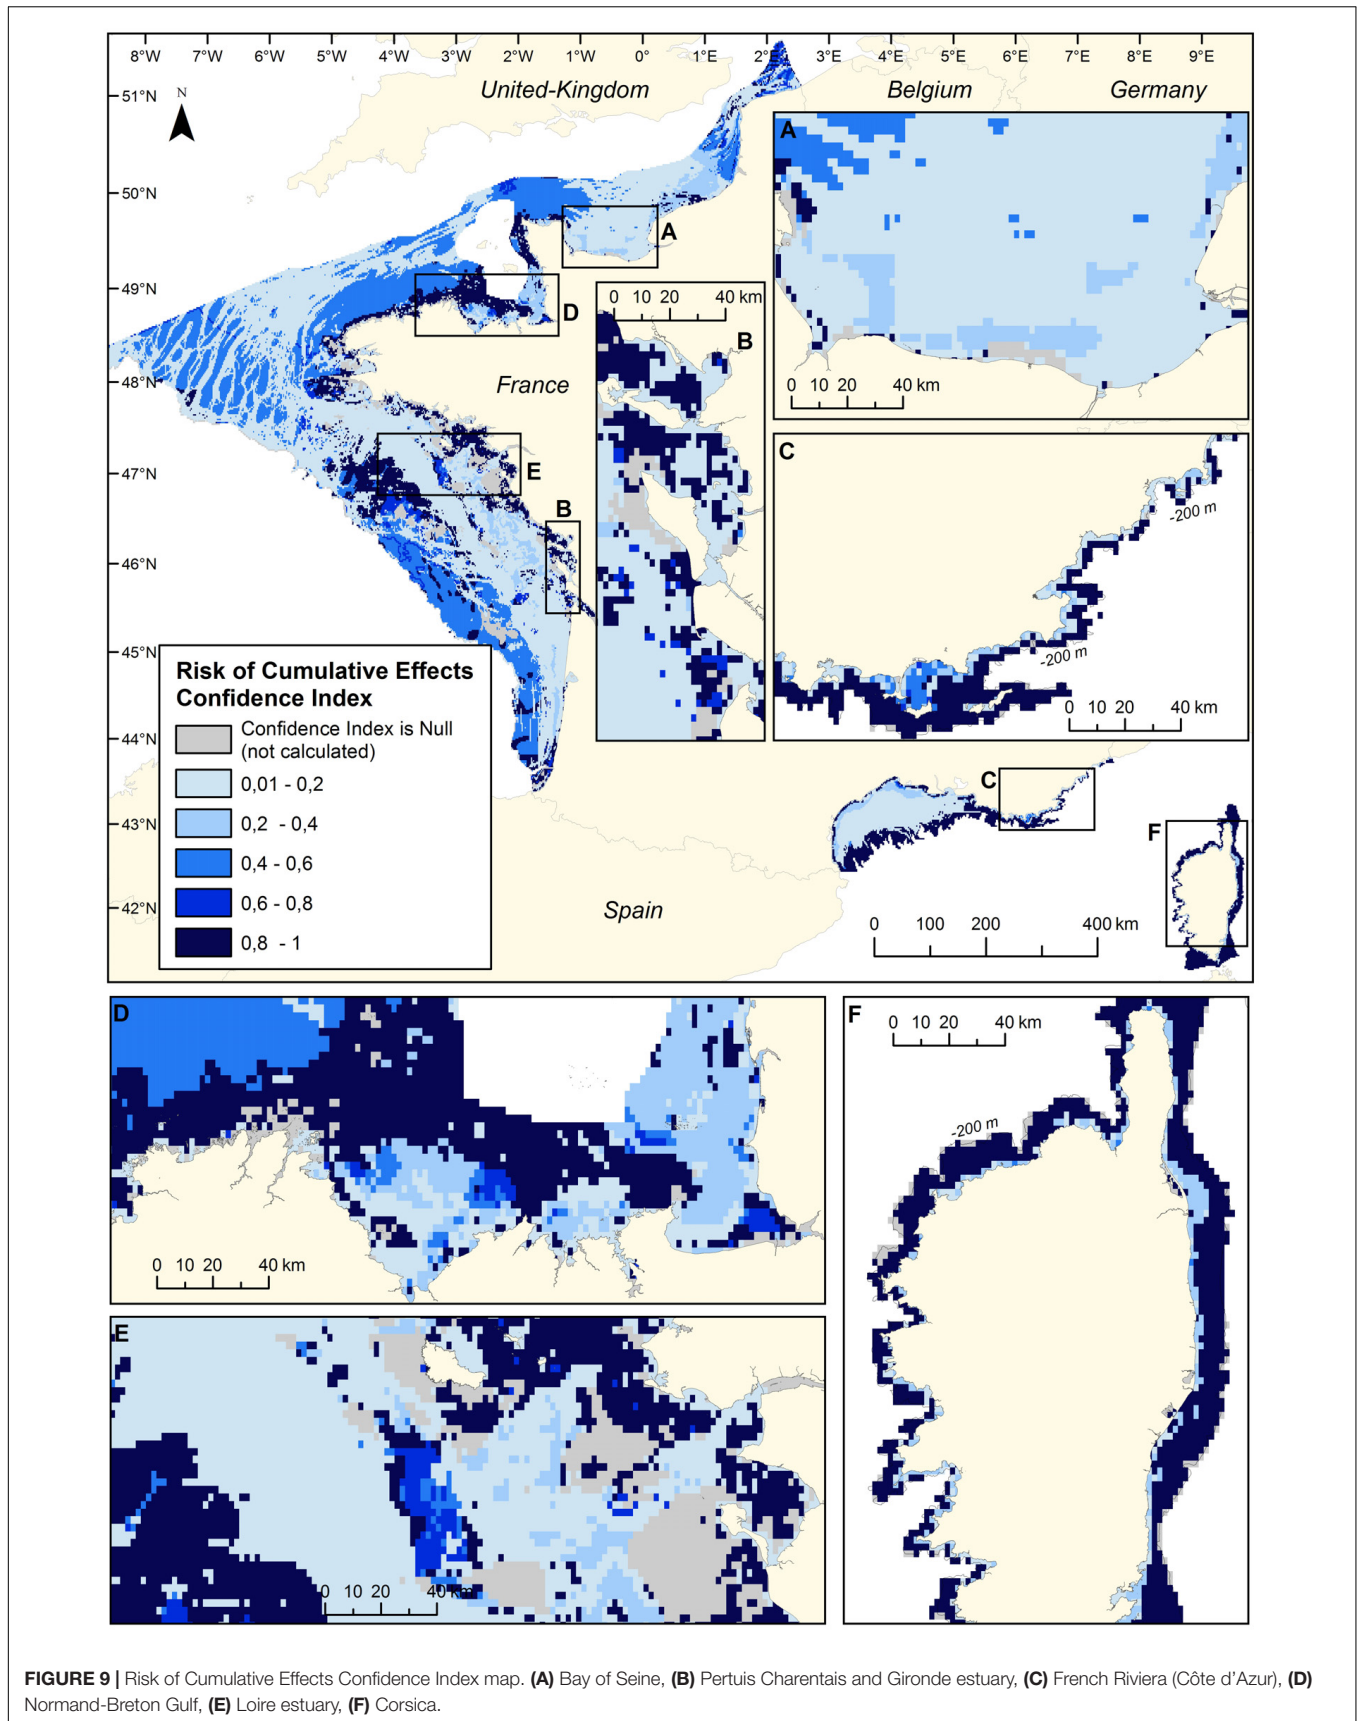 8°W 7°W 6°W 5°W 4°W 3°W 2°W 1°W 0° 1°E 2°E 3°E 4°E 5°E 6°E 7°E 8°E 9°E
51°N
50°N
49°N
48°N
47°N
46°N
45°N
44°N
43°N
42°N
N
United-Kingdom
Belgium
Germany
France
Spain
A
D
E
B
C
F
A
0 10 20 40 km
B
0 10 20 40 km
C
-200 m
-200 m
0 10 20 40 km
Risk of Cumulative Effects
Confidence Index
Confidence Index is Null
(not calculated)
0,01 - 0,2
0,2 - 0,4
0,4 - 0,6
0,6 - 0,8
0,8 - 1
0 100 200 400 km
D
0 10 20 40 km
E
0 10 20 40 km
F
0 10 20 40 km
-200 m
FIGURE 9 | Risk of Cumulative Effects Confidence Index map. (A) Bay of Seine, (B) Pertuis Charentais and Gironde estuary, (C) French Riviera (Côte d'Azur), (D)
Normand-Breton Gulf, (E) Loire estuary, (F) Corsica.